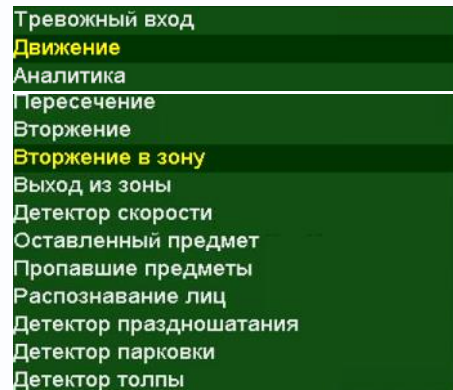 Тревожный вход
Движение
Аналитика
Пересечение
Вторжение
Вторжение в зону
Выход из зоны
Детектор скорости
Оставленный предмет
Пропавшие предметы
Распознавание лиц
Детектор праздношатания
Детектор парковки
Детектор толпы